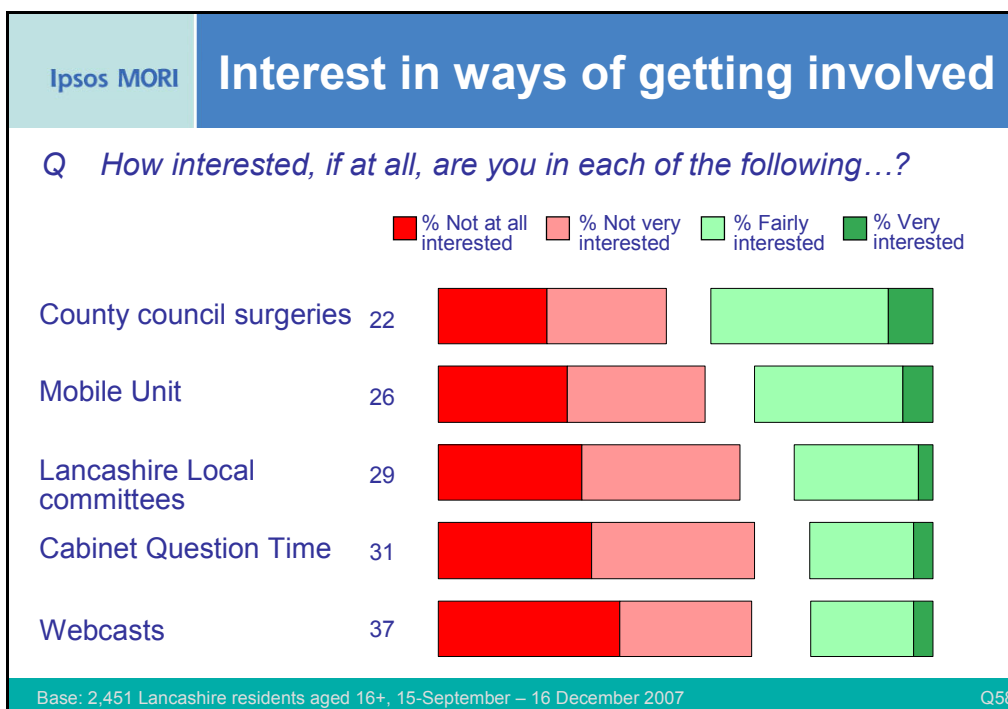 Ipsos MORI
Interest in ways of getting involved
Q How interested, if at all, are you in each of the following…?
% Not at all
interested
% Not very
interested
% Fairly
interested
% Very
interested
County council surgeries 22
Mobile Unit 26
Lancashire Local
committees
29
Cabinet Question Time 31
Webcasts 37
Base: 2,451 Lancashire residents aged 16+, 15-September – 16 December 2007 Q58